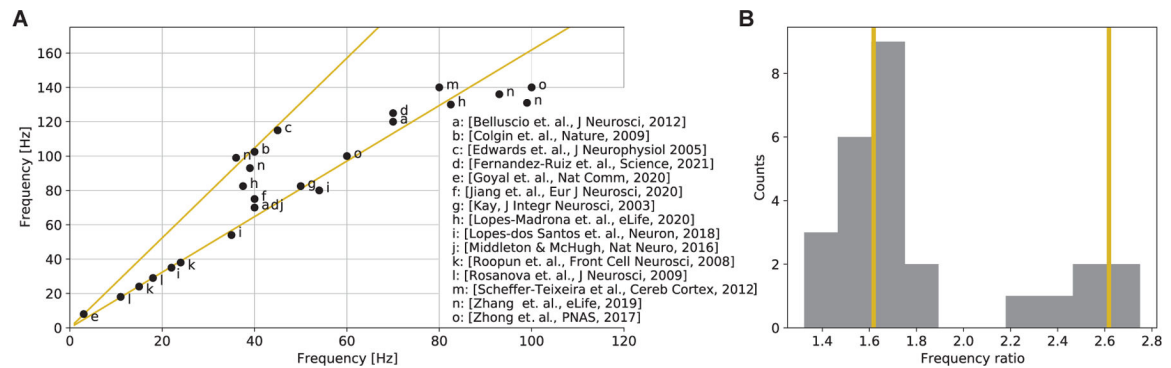 A
B
160
140
120
100
80
60
40
20
0
Frequency [Hz]
0 20 40 60 80 100 120
Frequency [Hz]
m
o
n
h
n
d
a
c
b
n
n
o
h
g
i
f
adj
i
k
i
l
k
l
e
a: [Belluscio et. al., J Neurosci, 2012]
b: [Colgin et. al., Nature, 2009]
c: [Edwards et. al., J Neurophysiol 2005]
d: [Fernandez-Ruiz et. al., Science, 2021]
e: [Goyal et. al., Nat Comm, 2020]
f: [Jiang et. al., Eur J Neurosci, 2020]
g: [Kay, J Integr Neurosci, 2003]
h: [Lopes-Madrona et. al., eLife, 2020]
i: [Lopes-dos Santos et. al., Neuron, 2018]
j: [Middleton & McHugh, Nat Neuro, 2016]
k: [Roopun et. al., Front Cell Neurosci, 2008]
l: [Rosanova et. al., J Neurosci, 2009]
m: [Scheffer-Teixeira et. al., Cereb Cortex, 2012]
n: [Zhang et. al., eLife, 2019]
o: [Zhong et. al., PNAS, 2017]
8
6
4
2
0
Counts
1.4 1.6 1.8 2.0 2.2 2.4 2.6 2.8
Frequency ratio